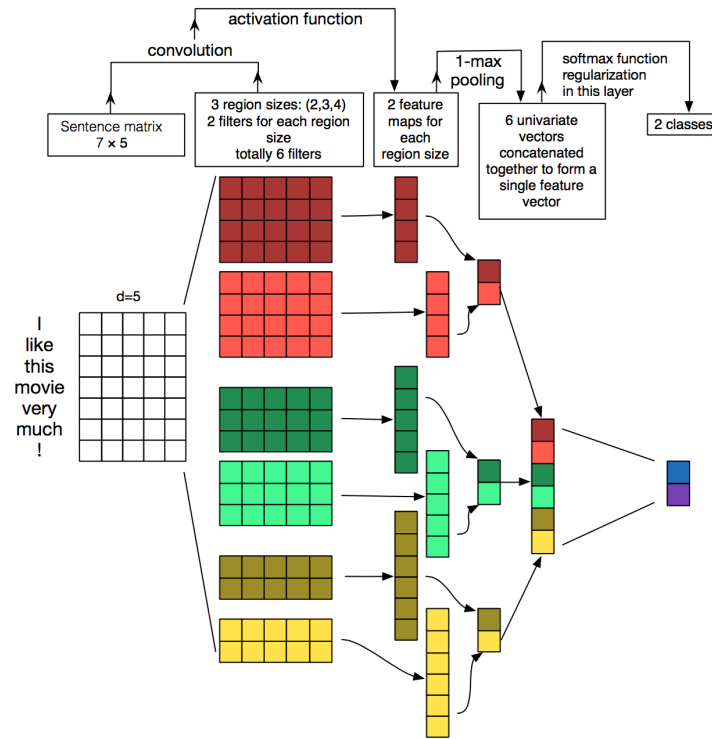 activation function
convolution
1-max
pooling
softmax function
regularization
in this layer
Sentence matrix
7 × 5
3 region sizes: (2,3,4)
2 filters for each region
size
totally 6 filters
2 feature
maps for
each
region size
6 univariate
vectors
concatenated
together to form a
single feature
vector
2 classes
d=5
I
like
this
movie
very
much
!